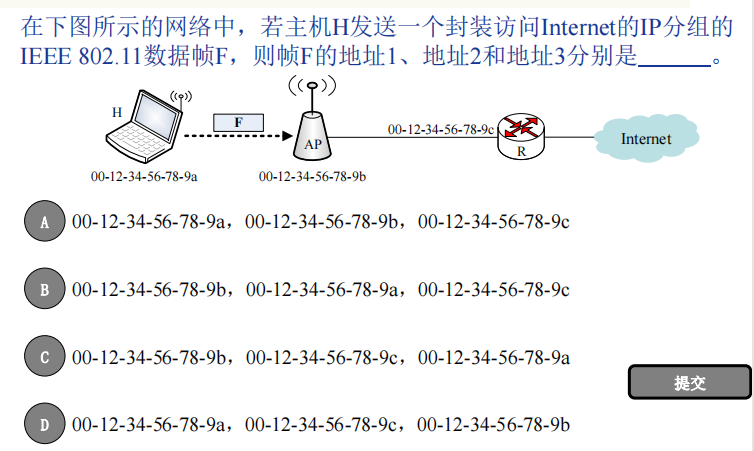 在下图所示的网络中，若主机H发送一个封装访问Internet的IP分组的
IEEE 802.11数据帧F，则帧F的地址1、地址2和地址3分别是______。
H
F
AP
00-12-34-56-78-9c
R
Internet
00-12-34-56-78-9a
00-12-34-56-78-9b
A 00-12-34-56-78-9a，00-12-34-56-78-9b，00-12-34-56-78-9c
B 00-12-34-56-78-9b，00-12-34-56-78-9a，00-12-34-56-78-9c
C 00-12-34-56-78-9b，00-12-34-56-78-9c，00-12-34-56-78-9a
提交
D 00-12-34-56-78-9a，00-12-34-56-78-9c，00-12-34-56-78-9b